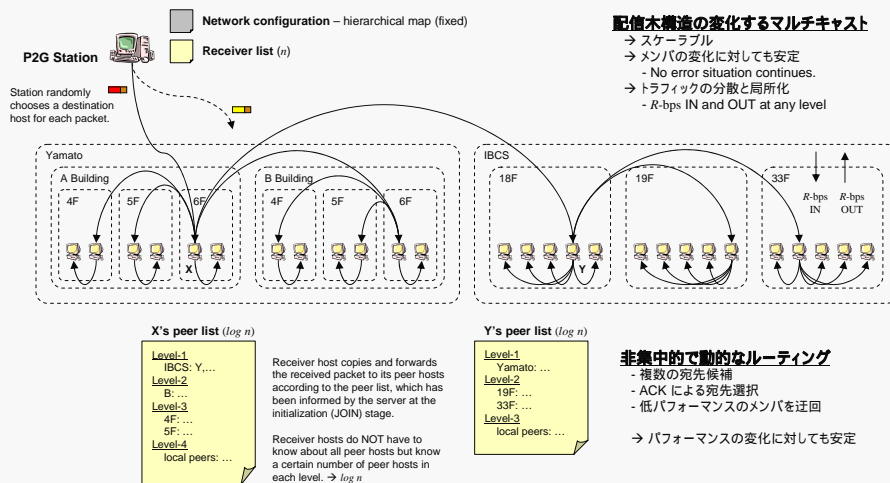 Network configuration – hierarchical map (fixed)
Receiver list (n)
P2G Station
Station randomly
chooses a destination
host for each packet.
配信木構造の変化するマルチキャスト
→ スケーラブル
→ メンバの変化に対しても安定
- No error situation continues.
→ トラフィックの分散と局所化
- R-bps IN and OUT at any level
Yamato
A Building
4F
5F
6F
X
B Building
4F
5F
6F
IBCS
18F
Y
19F
33F
R-bps
IN
R-bps
OUT
X's peer list (log n)
Level-1
IBCS: Y,…
Level-2
B: …
Level-3
4F: …
5F: …
Level-4
local peers: …
Receiver host copies and forwards
the received packet to its peer hosts
according to the peer list, which has
been informed by the server at the
initialization (JOIN) stage.
Receiver hosts do NOT have to
know about all peer hosts but know
a certain number of peer hosts in
each level. → log n
Y's peer list (log n)
Level-1
Yamato: …
Level-2
19F: …
33F: …
Level-3
local peers: …
非集中的で動的なルーティング
- 複数の宛先候補
- ACK による宛先選択
- 低パフォーマンスのメンバを迂回
→ パフォーマンスの変化に対しても安定